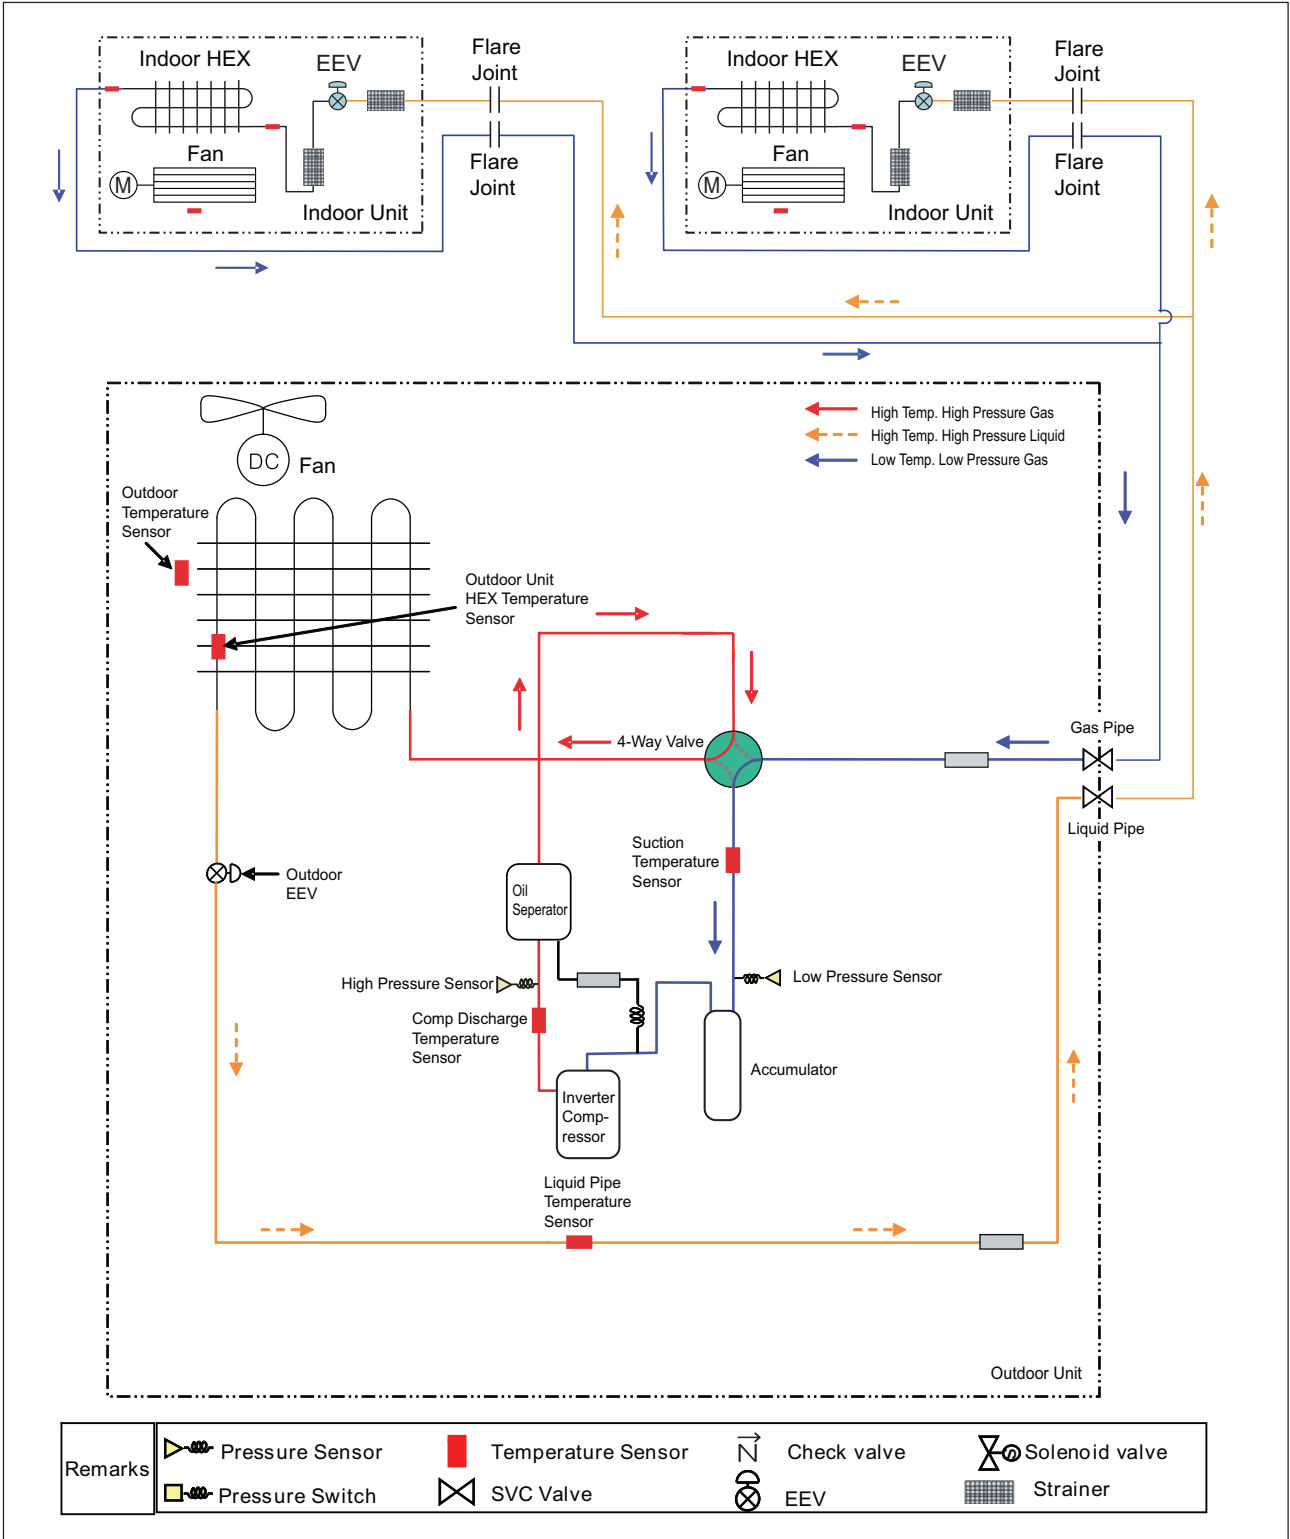 Indoor HEX
EEV
Flare
Joint
Fan
M
Flare
Joint
Indoor Unit
Indoor HEX
EEV
Flare
Joint
Fan
M
Flare
Joint
Indoor Unit
High Temp. High Pressure Gas
High Temp. High Pressure Liquid
Low Temp. Low Pressure Gas
DC
Fan
Outdoor
Temperature
Sensor
Outdoor Unit
HEX Temperature
Sensor
4-Way Valve
Gas Pipe
Liquid Pipe
Suction
Temperature
Sensor
Outdoor
EEV
Oil
Seperator
High Pressure Sensor
Low Pressure Sensor
Comp Discharge
Temperature
Sensor
Accumulator
Inverter
Comp-
ressor
Liquid Pipe
Temperature
Sensor
Outdoor Unit
Remarks
Pressure Sensor
Temperature Sensor
Check valve
S
Solenoid valve
Pressure Switch
SVC Valve
EEV
Strainer